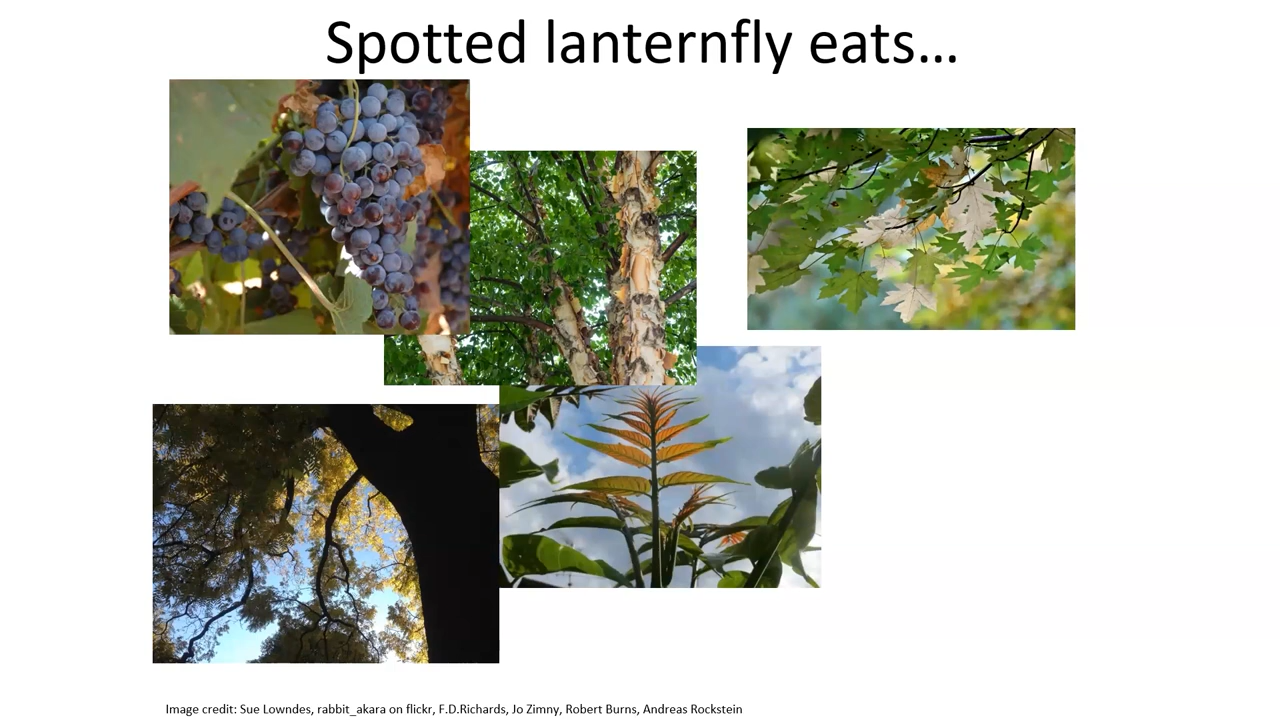 Spotted lanternfly eats…
Image credit: Sue Lowndes, rabbit_akara on flickr, F.D.Richards, Jo Zimny, Robert Burns, Andreas Rockstein